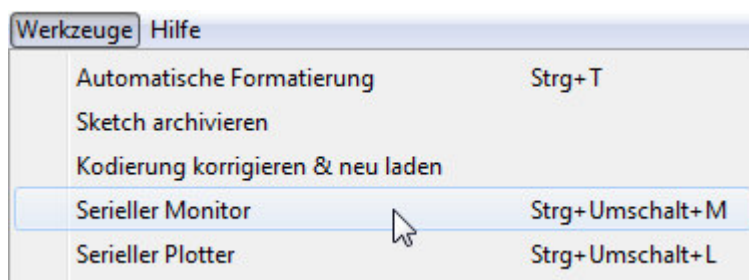 Werkzeuge Hilfe
Automatische Formatierung Strg+T
Sketch archivieren
Kodierung korrigieren & neu laden
Serieller Monitor Strg+Umschalt+M
Serieller Plotter Strg+Umschalt+L